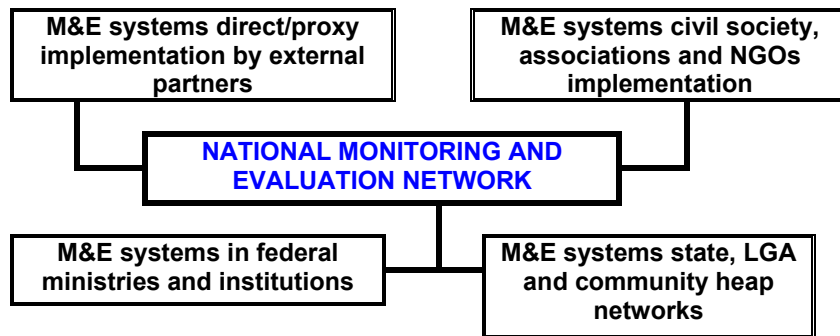 M&E systems direct/proxy
implementation by external
partners
M&E systems civil society,
associations and NGOs
implementation
NATIONAL MONITORING AND
EVALUATION NETWORK
M&E systems in federal
ministries and institutions
M&E systems state, LGA
and community heap
networks